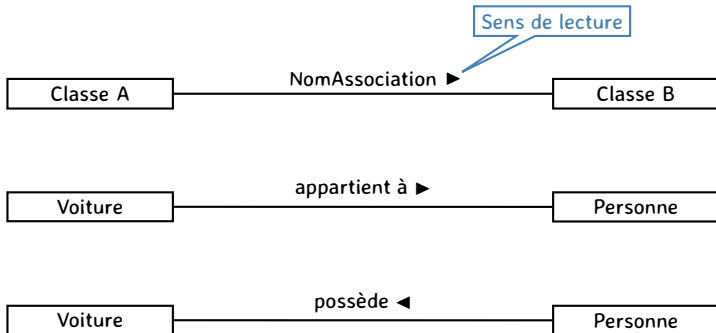 Sens de lecture
NomAssociation ►
Classe A
Classe B
appartient à ►
Voiture
Personne
possède ◄
Voiture
Personne